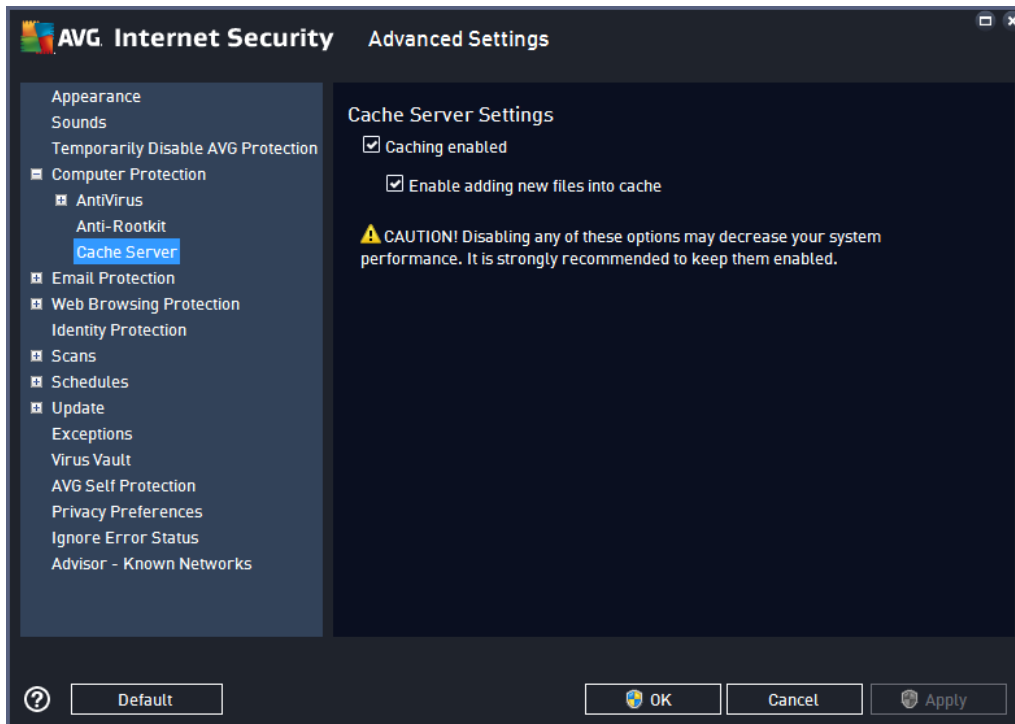 AVG. Internet Security Advanced Settings
Appearance
Sounds
Temporarily Disable AVG Protection
Computer Protection
AntiVirus
Anti-Rootkit
Cache Server
Email Protection
Web Browsing Protection
Identity Protection
Scans
Schedules
Update
Exceptions
Virus Vault
AVG Self Protection
Privacy Preferences
Ignore Error Status
Advisor - Known Networks
Cache Server Settings
Caching enabled
Enable adding new files into cache
CAUTION! Disabling any of these options may decrease your system
performance. It is strongly recommended to keep them enabled.
? Default OK Cancel Apply